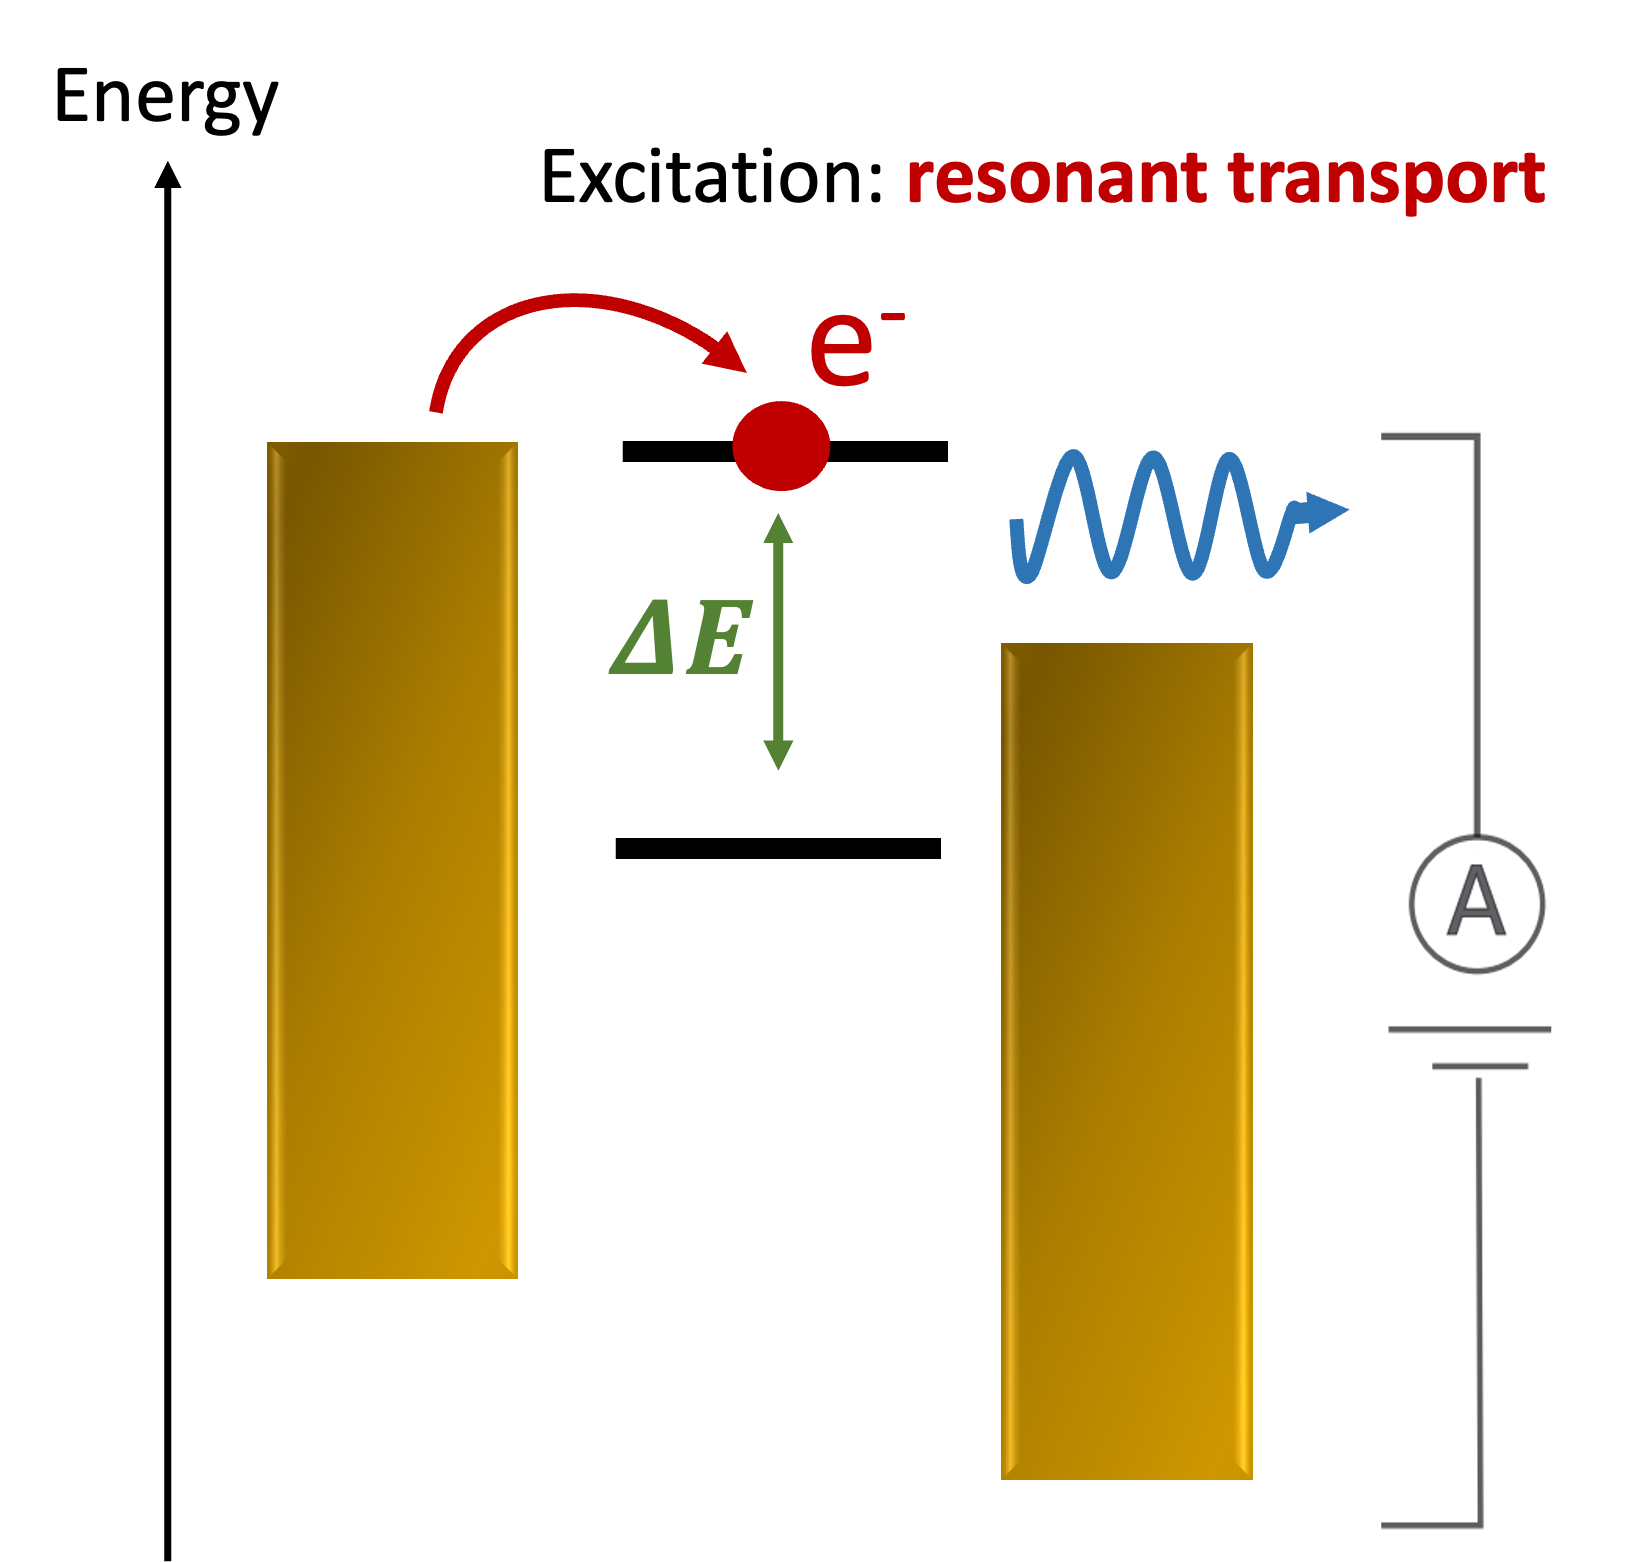 Energy
Excitation: resonant transport
e⁻
ΔE
A